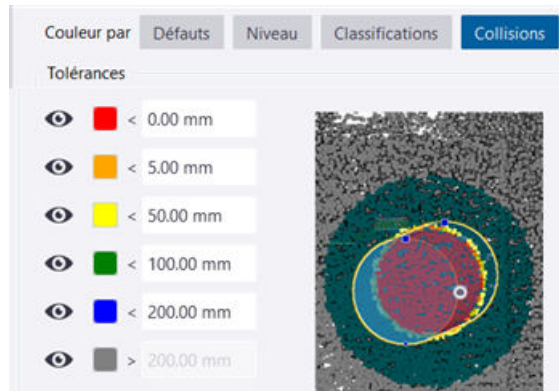 Couleur par Défauts Niveau Classifications Collisions
Tolérances
< 0.00 mm
< 5.00 mm
< 50.00 mm
< 100.00 mm
< 200.00 mm
> 200.00 mm